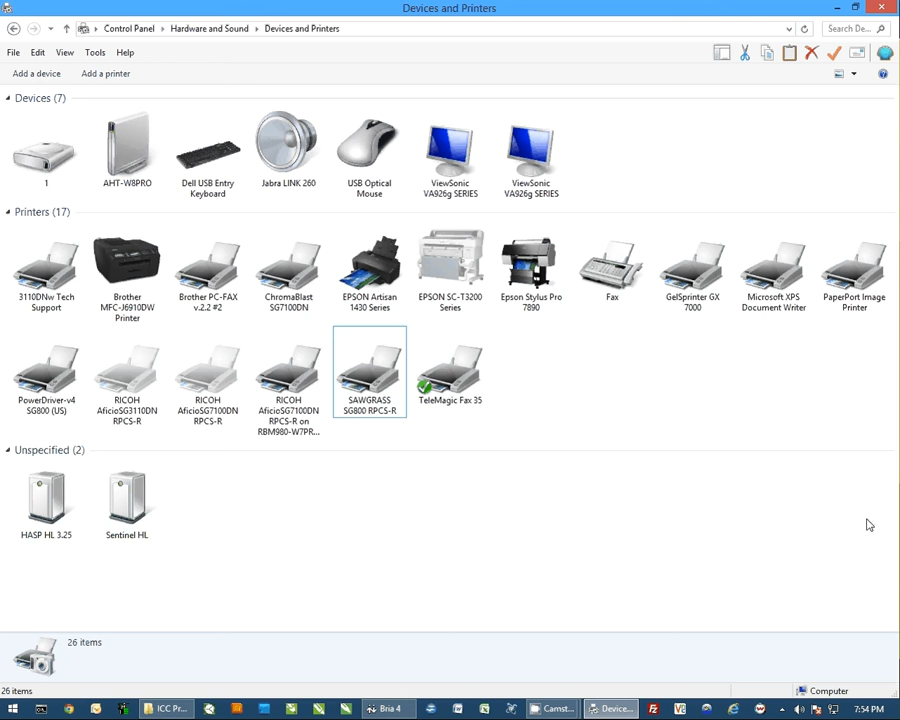 Devices and Printers
Control Panel
Hardware and Sound
Devices and Printers
Search De...
File Edit View Tools Help
Add a device Add a printer
Devices (7)
1
AHT-W8PRO
Dell USB Entry
Keyboard
Jabra LINK 260
USB Optical
Mouse
ViewSonic
VA926g SERIES
ViewSonic
VA926g SERIES
Printers (17)
3110DNw Tech
Support
Brother
MFC-J6910DW
Printer
Brother PC-FAX
v.2.2 #2
ChromaBlast
SG7100DN
EPSON Artisan
1430 Series
EPSON SC-T3200
Series
Epson Stylus Pro
7890
Fax
GelSprinter GX
7000
Microsoft XPS
Document Writer
PaperPort Image
Printer
PowerDriver-v4
SG800 (US)
RICOH
AficioSG3110DN
RPCS-R
RICOH
AficioSG7100DN
RPCS-R
RICOH
AficioSG7100DN
RPCS-R on
RBM980-W7PR...
SAWGRASS
SG800 RPCS-R
TeleMagic Fax 35
Unspecified (2)
HASP HL 3.25
Sentinel HL
26 items
26 items
Computer
ICC Pr...
Bria 4
Camst...
Device...
7:54 PM